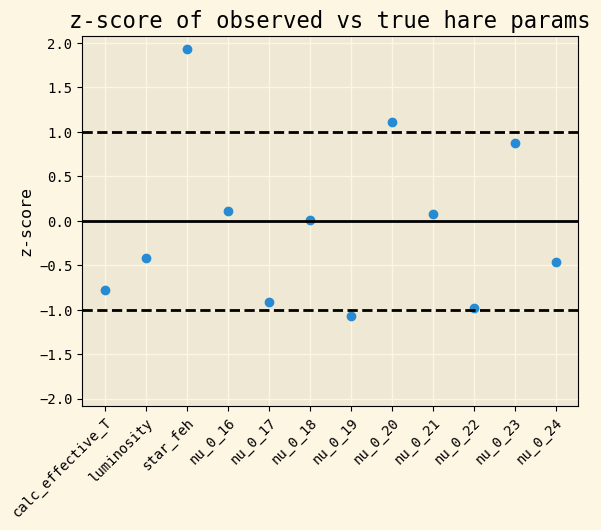 z-score of observed vs true hare params
z-score
2.0
1.5
1.0
0.5
0.0
−0.5
−1.0
−1.5
−2.0
calc_effective_T
luminosity
star_feh
nu_0_16
nu_0_17
nu_0_18
nu_0_19
nu_0_20
nu_0_21
nu_0_22
nu_0_23
nu_0_24